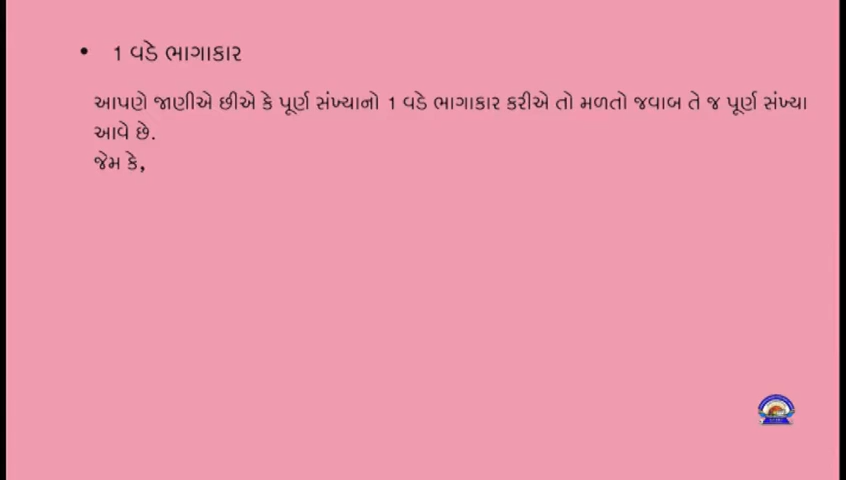 • 1 વડે ભાગાકાર
આપણે જાણીએ છીએ કે પૂર્ણ સંખ્યાનો 1 વડે ભાગાકાર કરીએ તો મળતો જવાબ તે જ પૂર્ણ સંખ્યા
આવે છે.
જેમ કે,